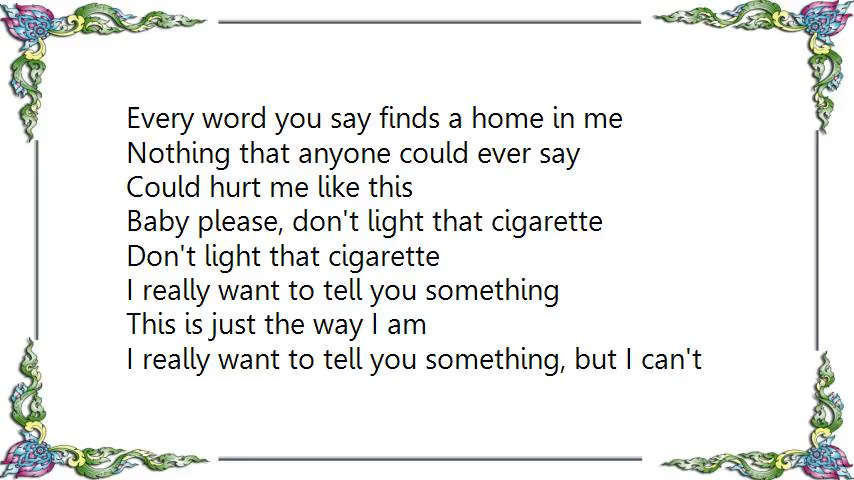 Every word you say finds a home in me
Nothing that anyone could ever say
Could hurt me like this
Baby please, don't light that cigarette
Don't light that cigarette
I really want to tell you something
This is just the way I am
I really want to tell you something, but I can't